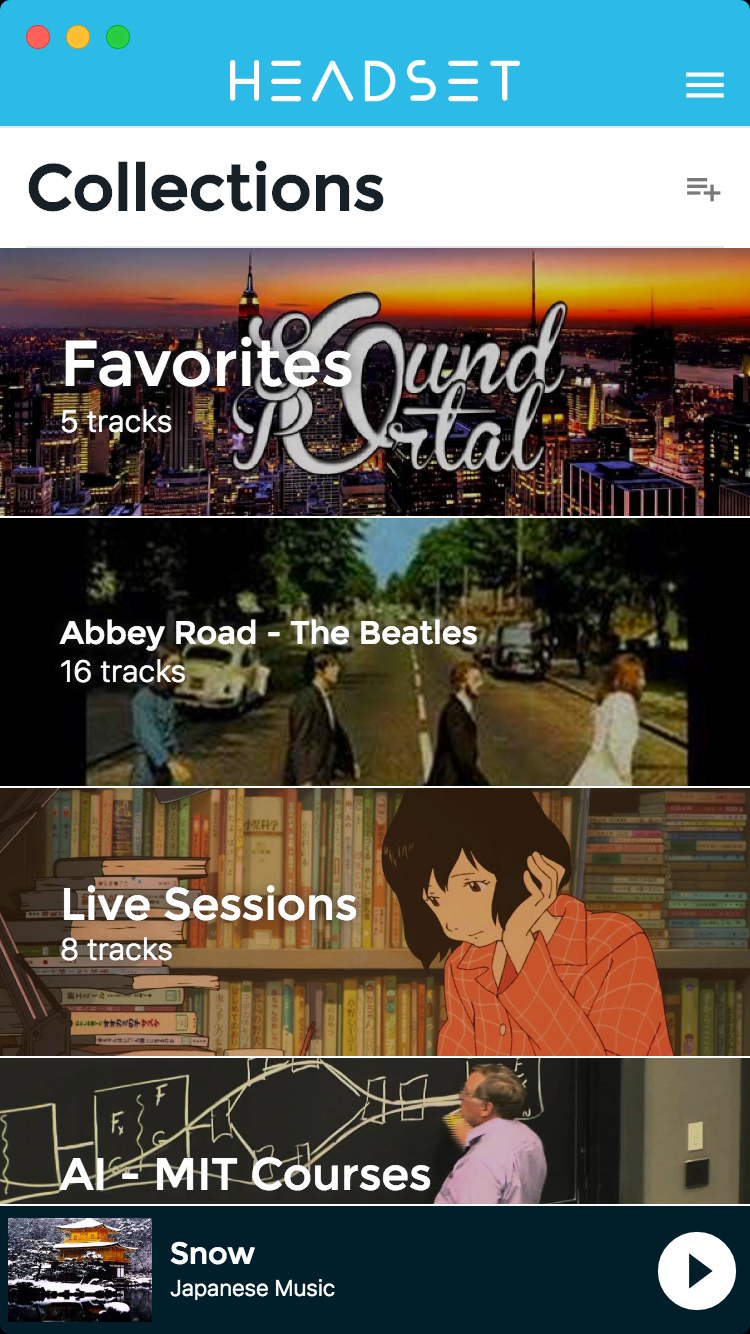 HEADSET
Collections
Sound
Portal
Favorites
5 tracks
Abbey Road - The Beatles
16 tracks
Live Sessions
8 tracks
AI - MIT Courses
Snow
Japanese Music